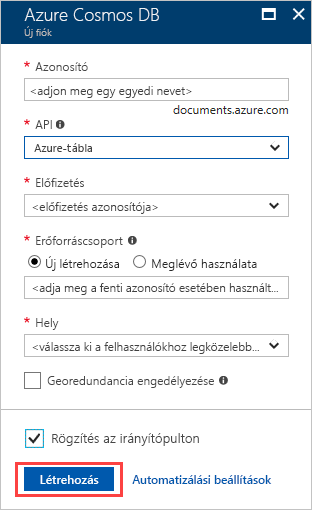 Azure Cosmos DB
Új fiók
* Azonosító
<adjon meg egy egyedi nevet>
documents.azure.com
* API
Azure-tábla
* Előfizetés
<előfizetés azonosítója>
* Erőforráscsoport
Új létrehozása Meglévő használata
<adja meg a fenti azonosító esetében használt...
* Hely
<válassza ki a felhasználókhoz legközelebb...
Georedundancia engedélyezése
Rögzítés az irányítópulton
Létrehozás Automatizálási beállítások